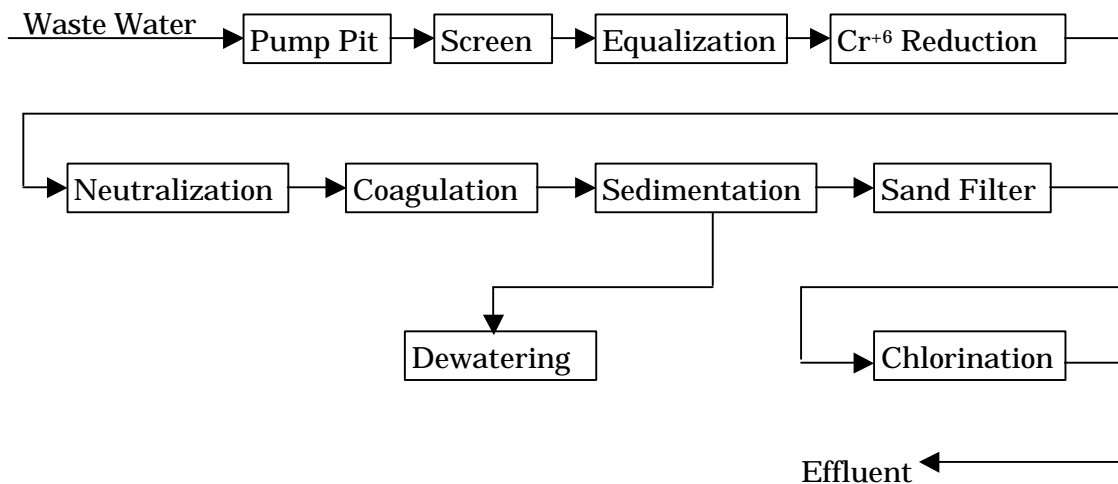 Waste Water
Pump Pit
Screen
Equalization
Cr⁺⁶ Reduction
Neutralization
Coagulation
Sedimentation
Sand Filter
Dewatering
Chlorination
Effluent